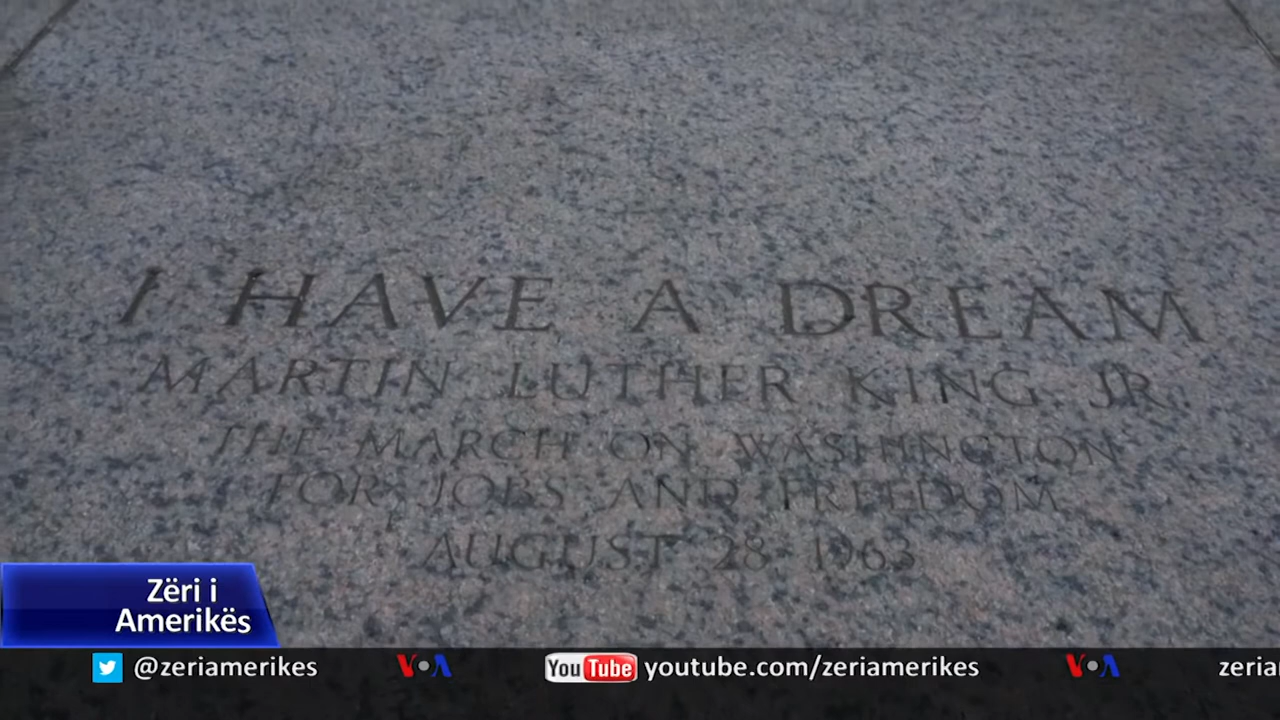 I HAVE A DREAM
MARTIN LUTHER KING JR
THE MARCH ON WASHINGTON
FOR JOBS AND FREEDOM
AUGUST 28 1963
Zëri i
Amerikës
@zeriamerikes VOA YouTube youtube.com/zeriamerikes VOA